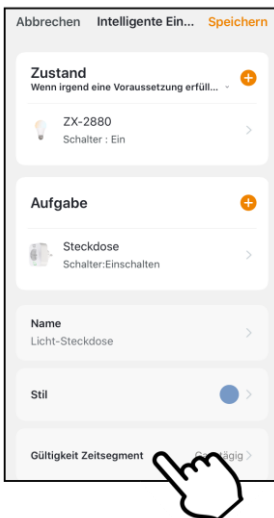 Abbrechen Intelligente Ein... Speichern
Zustand
Wenn irgend eine Voraussetzung erfüll...
ZX-2880
Schalter : Ein
Aufgabe
Steckdose
Schalter:Einschalten
Name
Licht-Steckdose
Stil
Gültigkeit Zeitsegment